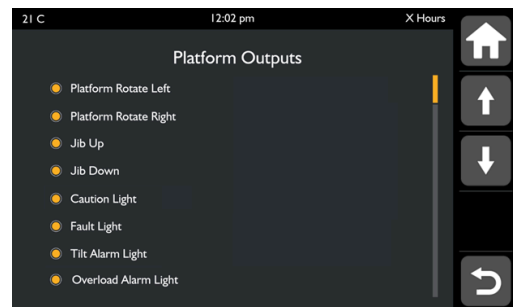 21 C 12:02 pm X Hours
Platform Outputs
Platform Rotate Left
Platform Rotate Right
Jib Up
Jib Down
Caution Light
Fault Light
Tilt Alarm Light
Overload Alarm Light